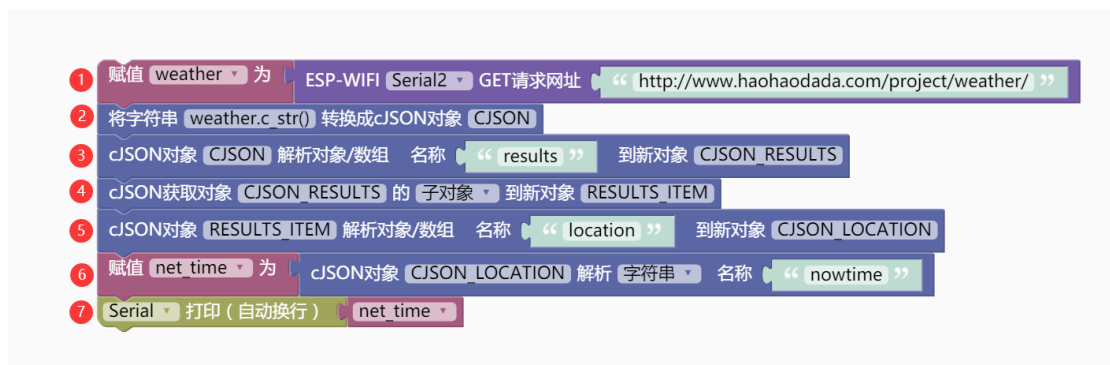 1 赋值 weather 为 ESP-WIFI Serial2 GET请求网址 “ http://www.haohaodada.com/project/weather/ ”
2 将字符串 weather.c_str() 转换成cJSON对象 CJSON
3 cJSON对象 CJSON 解析对象/数组 名称 “ results ” 到新对象 CJSON_RESULTS
4 cJSON获取对象 CJSON_RESULTS 的 子对象 到新对象 RESULTS_ITEM
5 cJSON对象 RESULTS_ITEM 解析对象/数组 名称 “ location ” 到新对象 CJSON_LOCATION
6 赋值 net_time 为 cJSON对象 CJSON_LOCATION 解析 字符串 名称 “ nowtime ”
7 Serial 打印（自动换行） net_time